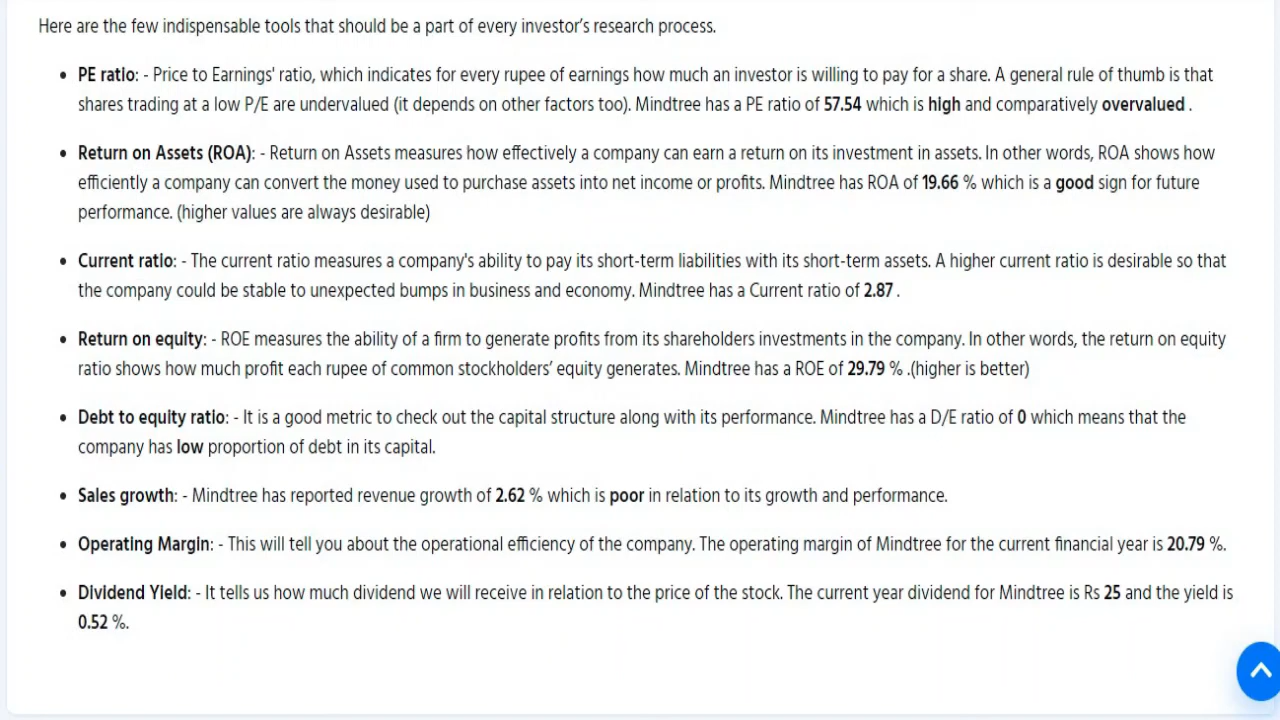 Here are the few indispensable tools that should be a part of every investor’s research process.
• PE ratio: - Price to Earnings' ratio, which indicates for every rupee of earnings how much an investor is willing to pay for a share. A general rule of thumb is that
shares trading at a low P/E are undervalued (it depends on other factors too). Mindtree has a PE ratio of 57.54 which is high and comparatively overvalued .
• Return on Assets (ROA): - Return on Assets measures how effectively a company can earn a return on its investment in assets. In other words, ROA shows how
efficiently a company can convert the money used to purchase assets into net income or profits. Mindtree has ROA of 19.66 % which is a good sign for future
performance. (higher values are always desirable)
• Current ratio: - The current ratio measures a company's ability to pay its short-term liabilities with its short-term assets. A higher current ratio is desirable so that
the company could be stable to unexpected bumps in business and economy. Mindtree has a Current ratio of 2.87 .
• Return on equity: - ROE measures the ability of a firm to generate profits from its shareholders investments in the company. In other words, the return on equity
ratio shows how much profit each rupee of common stockholders’ equity generates. Mindtree has a ROE of 29.79 % .(higher is better)
• Debt to equity ratio: - It is a good metric to check out the capital structure along with its performance. Mindtree has a D/E ratio of 0 which means that the
company has low proportion of debt in its capital.
• Sales growth: - Mindtree has reported revenue growth of 2.62 % which is poor in relation to its growth and performance.
• Operating Margin: - This will tell you about the operational efficiency of the company. The operating margin of Mindtree for the current financial year is 20.79 %.
• Dividend Yield: - It tells us how much dividend we will receive in relation to the price of the stock. The current year dividend for Mindtree is Rs 25 and the yield is
0.52 %.